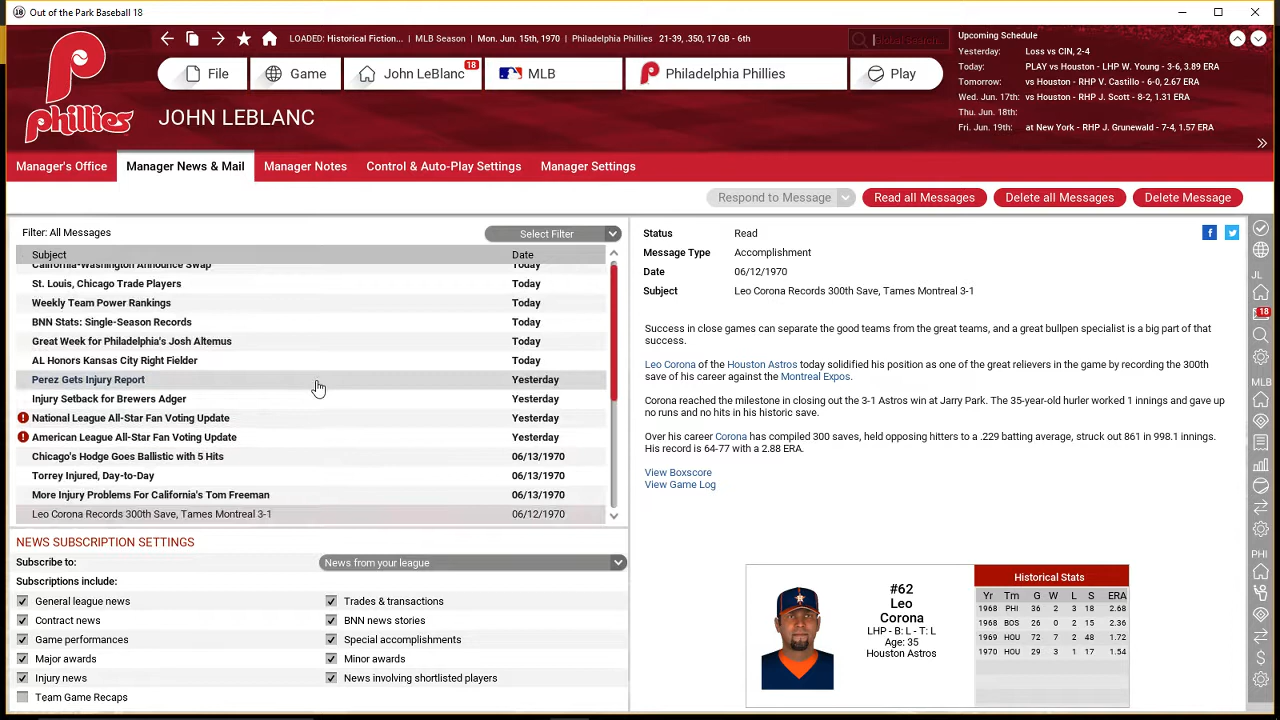 Out of the Park Baseball 18
LOADED: Historical Fiction... | MLB Season | Mon. Jun. 15th, 1970 | Philadelphia Phillies 21-39, .350, 17 GB - 6th
Global Search...
Upcoming Schedule
Yesterday: Loss vs CIN, 2-4
Today: PLAY vs Houston - LHP W. Young - 3-6, 3.89 ERA
Tomorrow: vs Houston - RHP V. Castillo - 6-0, 2.67 ERA
Wed. Jun. 17th: vs Houston - RHP J. Scott - 8-2, 1.31 ERA
Thu. Jun. 18th:
Fri. Jun. 19th: at New York - RHP J. Grunewald - 7-4, 1.57 ERA
File Game John LeBlanc 18 MLB Philadelphia Phillies Play
phillies
JOHN LEBLANC
Manager's Office Manager News & Mail Manager Notes Control & Auto-Play Settings Manager Settings
Respond to Message Read all Messages Delete all Messages Delete Message
Filter: All Messages Select Filter
Subject Date
California-Washington Announce Swap Today
St. Louis, Chicago Trade Players Today
Weekly Team Power Rankings Today
BNN Stats: Single-Season Records Today
Great Week for Philadelphia's Josh Altemus Today
AL Honors Kansas City Right Fielder Today
Perez Gets Injury Report Yesterday
Injury Setback for Brewers Adger Yesterday
National League All-Star Fan Voting Update Yesterday
American League All-Star Fan Voting Update Yesterday
Chicago's Hodge Goes Ballistic with 5 Hits 06/13/1970
Torrey Injured, Day-to-Day 06/13/1970
More Injury Problems For California's Tom Freeman 06/13/1970
Leo Corona Records 300th Save, Tames Montreal 3-1 06/12/1970
NEWS SUBSCRIPTION SETTINGS
Subscribe to: News from your league
Subscriptions include:
General league news Trades & transactions
Contract news BNN news stories
Game performances Special accomplishments
Major awards Minor awards
Injury news News involving shortlisted players
Team Game Recaps
Status Read
Message Type Accomplishment
Date 06/12/1970
Subject Leo Corona Records 300th Save, Tames Montreal 3-1
Success in close games can separate the good teams from the great teams, and a great bullpen specialist is a big part of that
success.
Leo Corona of the Houston Astros today solidified his position as one of the great relievers in the game by recording the 300th
save of his career against the Montreal Expos.
Corona reached the milestone in closing out the 3-1 Astros win at Jarry Park. The 35-year-old hurler worked 1 innings and gave up
no runs and no hits in his historic save.
Over his career Corona has compiled 300 saves, held opposing hitters to a .229 batting average, struck out 861 in 998.1 innings.
His record is 64-77 with a 2.88 ERA.
View Boxscore
View Game Log
#62
Leo
Corona
LHP - B: L - T: L
Age: 35
Houston Astros
Historical Stats
Yr Tm G W L S ERA
1968 PHI 36 2 3 18 2.68
1968 BOS 26 0 2 15 2.36
1969 HOU 72 7 2 48 1.72
1970 HOU 29 3 1 17 1.54
JL
18
MLB
PHI